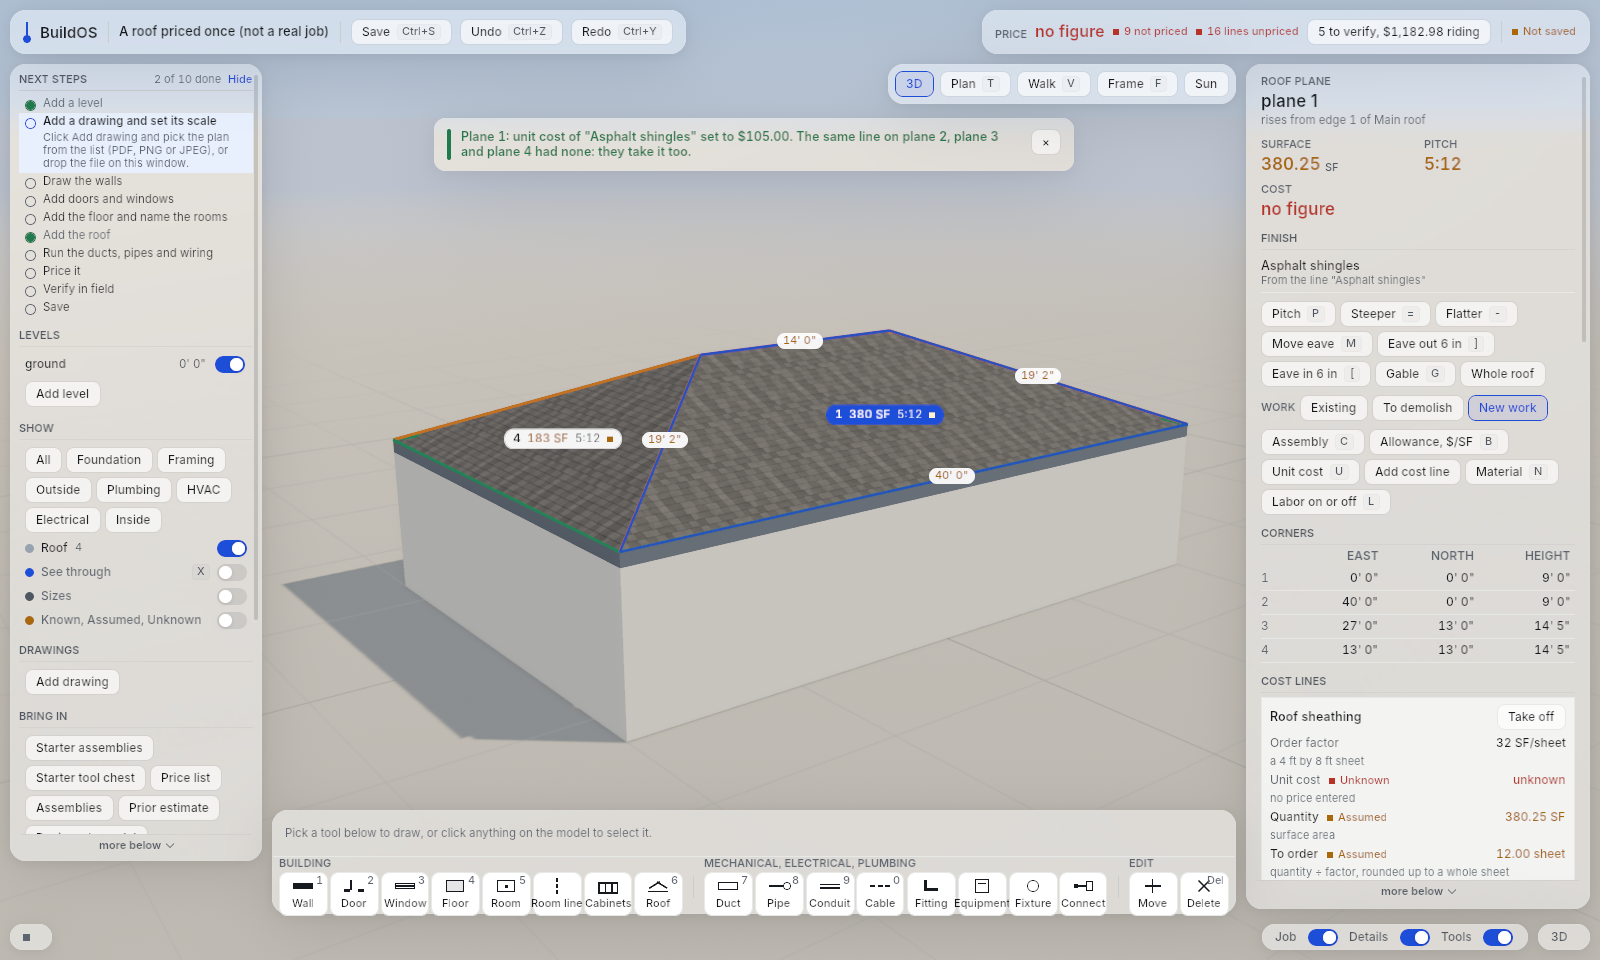 BuildOS
A roof priced once (not a real job)
Save Ctrl+S
Undo Ctrl+Z
Redo Ctrl+Y
PRICE no figure
9 not priced
16 lines unpriced
5 to verify, $1,182.98 riding
Not saved
NEXT STEPS
2 of 10 done Hide
Add a level
Add a drawing and set its scale
Click Add drawing and pick the plan
from the list (PDF, PNG or JPEG), or
drop the file on this window.
Draw the walls
Add doors and windows
Add the floor and name the rooms
Add the roof
Run the ducts, pipes and wiring
Price it
Verify in field
Save
LEVELS
ground 0' 0"
Add level
SHOW
All Foundation Framing
Outside Plumbing HVAC
Electrical Inside
Roof 4
See through X
Sizes
Known, Assumed, Unknown
DRAWINGS
Add drawing
BRING IN
Starter assemblies
Starter tool chest Price list
Assemblies Prior estimate
more below
3D Plan T Walk V Frame F Sun
Plane 1: unit cost of "Asphalt shingles" set to $105.00. The same line on plane 2, plane 3
and plane 4 had none: they take it too.
×
14' 0"
19' 2"
1 380 SF 5:12
4 183 SF 5:12
19' 2"
40' 0"
Pick a tool below to draw, or click anything on the model to select it.
BUILDING
Wall 1
Door 2
Window 3
Floor 4
Room 5
Room line
Cabinets
Roof 6
MECHANICAL, ELECTRICAL, PLUMBING
Duct 7
Pipe 8
Conduit 9
Cable 0
Fitting
Equipment
Fixture
Connect
EDIT
Move
Delete Del
ROOF PLANE
plane 1
rises from edge 1 of Main roof
SURFACE PITCH
380.25 SF 5:12
COST
no figure
FINISH
Asphalt shingles
From the line "Asphalt shingles"
Pitch P Steeper = Flatter -
Move eave M Eave out 6 in ]
Eave in 6 in [ Gable G Whole roof
WORK Existing To demolish New work
Assembly C Allowance, $/SF B
Unit cost U Add cost line Material N
Labor on or off L
CORNERS
EAST NORTH HEIGHT
1 0' 0" 0' 0" 9' 0"
2 40' 0" 0' 0" 9' 0"
3 27' 0" 13' 0" 14' 5"
4 13' 0" 13' 0" 14' 5"
COST LINES
Roof sheathing Take off
Order factor 32 SF/sheet
a 4 ft by 8 ft sheet
Unit cost Unknown unknown
no price entered
Quantity Assumed 380.25 SF
surface area
To order Assumed 12.00 sheet
quantity ÷ factor, rounded up to a whole sheet
more below
Job Details Tools 3D